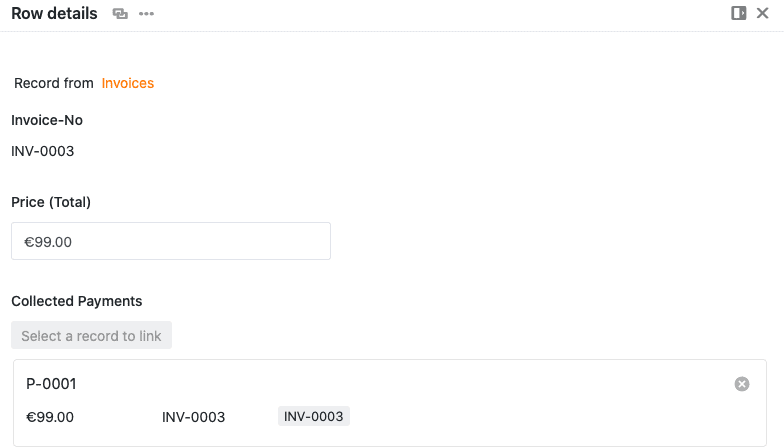 Row details
Record from Invoices
Invoice-No
INV-0003
Price (Total)
€99.00
Collected Payments
Select a record to link
P-0001
€99.00 INV-0003 INV-0003